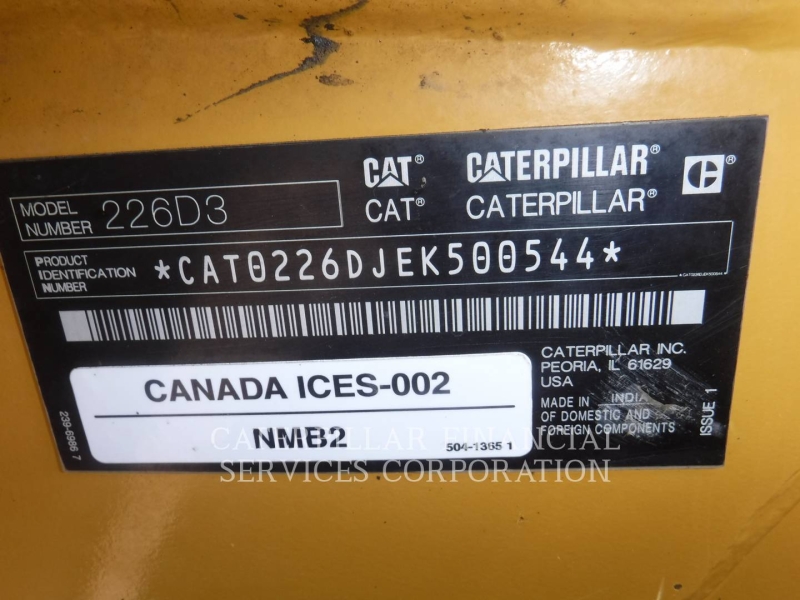 CAT® CATERPILLAR® C®
CAT® CATERPILLAR®
MODEL
NUMBER 226D3
PRODUCT
IDENTIFICATION
NUMBER
*CAT0226DJEK500544*
*CAT0226DJEK500544*
CANADA ICES-002
NMB2
504-1365 1
CATERPILLAR INC.
PEORIA, IL 61629
USA
MADE IN INDIA
OF DOMESTIC AND
FOREIGN COMPONENTS
ISSUE 1
239-6986 7
CATERPILLAR FINANCIAL
SERVICES CORPORATION